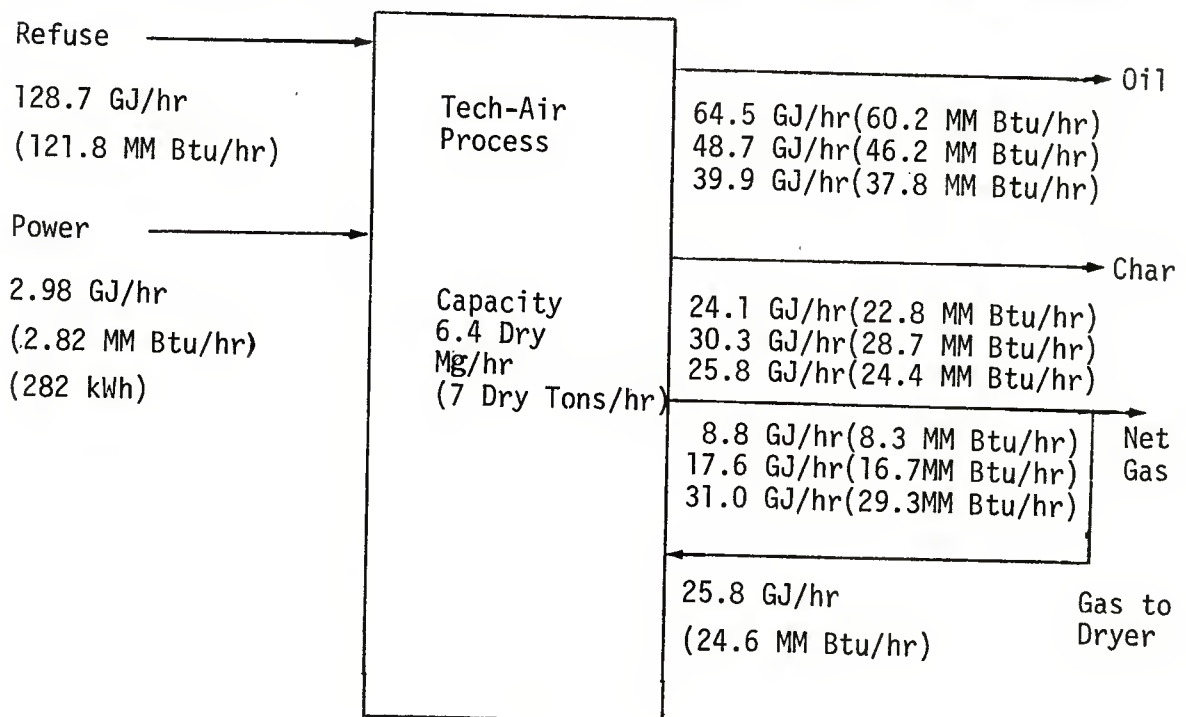 Refuse
128.7 GJ/hr
(121.8 MM Btu/hr)
Power
2.98 GJ/hr
(2.82 MM Btu/hr)
(282 kWh)
Tech-Air
Process
Capacity
6.4 Dry
Mg/hr
(7 Dry Tons/hr)
Oil
64.5 GJ/hr(60.2 MM Btu/hr)
48.7 GJ/hr(46.2 MM Btu/hr)
39.9 GJ/hr(37.8 MM Btu/hr)
Char
24.1 GJ/hr(22.8 MM Btu/hr)
30.3 GJ/hr(28.7 MM Btu/hr)
25.8 GJ/hr(24.4 MM Btu/hr)
Net
Gas
8.8 GJ/hr(8.3 MM Btu/hr)
17.6 GJ/hr(16.7MM Btu/hr)
31.0 GJ/hr(29.3MM Btu/hr)
25.8 GJ/hr
(24.6 MM Btu/hr)
Gas to
Dryer